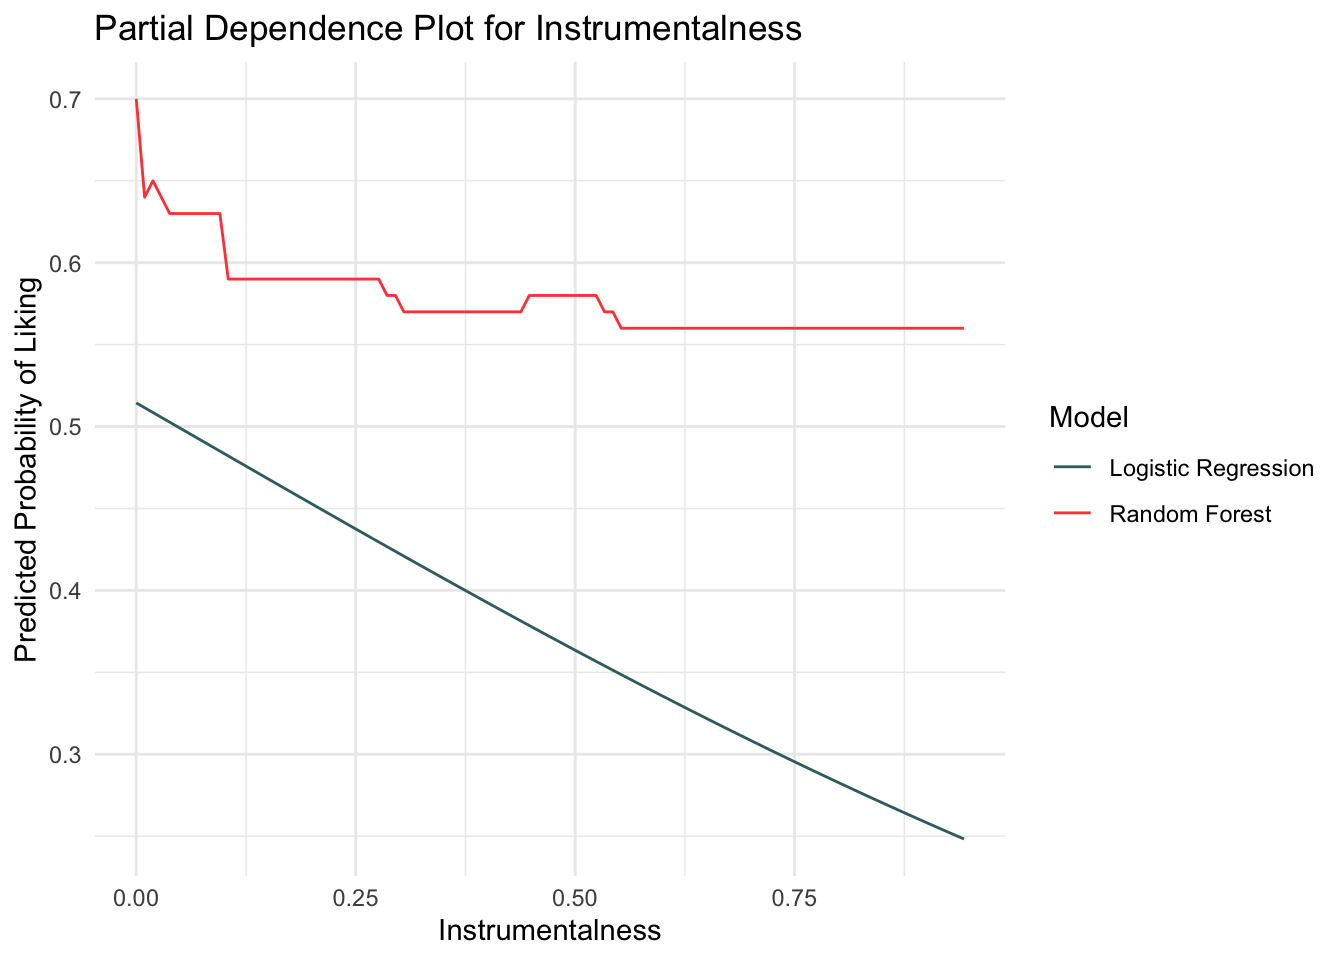 Partial Dependence Plot for Instrumentalness
Predicted Probability of Liking
0.7
0.6
0.5
0.4
0.3
0.00 0.25 0.50 0.75
Instrumentalness
Model
Logistic Regression
Random Forest